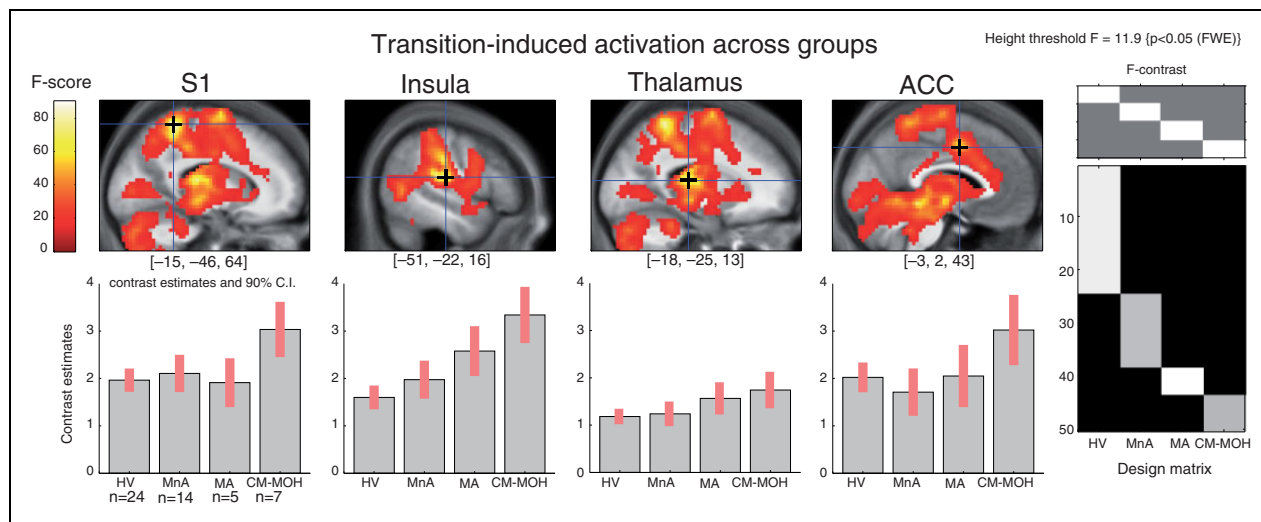 Transition-induced activation across groups
Height threshold F = 11.9 {p<0.05 (FWE)}
F-score
80
60
40
20
0
S1
Insula
Thalamus
ACC
[−15, −46, 64]
[−51, −22, 16]
[−18, −25, 13]
[−3, 2, 43]
contrast estimates and 90% C.I.
Contrast estimates
4
3
2
1
0
HV
MnA
MA
CM-MOH
n=24
n=14
n=5
n=7
4
3
2
1
0
HV
MnA
MA
CM-MOH
4
3
2
1
0
HV
MnA
MA
CM-MOH
4
3
2
1
0
HV
MnA
MA
CM-MOH
F-contrast
10
20
30
40
50
HV
MnA
MA
CM-MOH
Design matrix